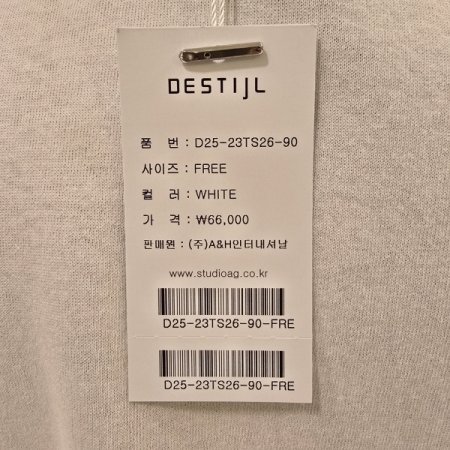 DESTIJL
품 번 : D25-23TS26-90
사이즈 : FREE
컬 러 : WHITE
가 격 : ₩66,000
판매원 : (주)A&H인터내셔날
www.studioag.co.kr
D25-23TS26-90-FRE
D25-23TS26-90-FRE